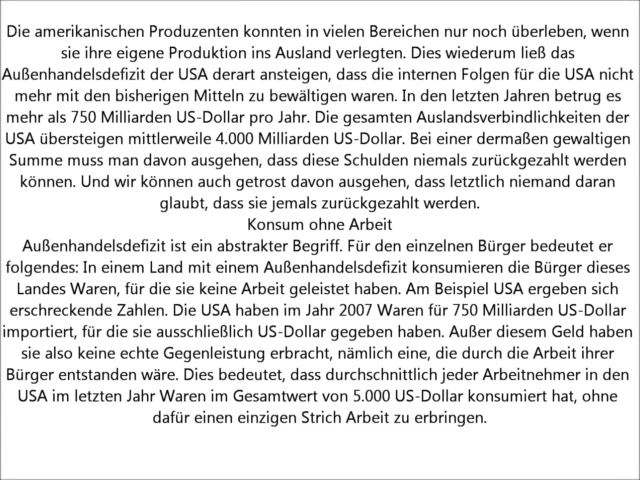 Die amerikanischen Produzenten konnten in vielen Bereichen nur noch überleben, wenn
sie ihre eigene Produktion ins Ausland verlegten. Dies wiederum ließ das
Außenhandelsdefizit der USA derart ansteigen, dass die internen Folgen für die USA nicht
mehr mit den bisherigen Mitteln zu bewältigen waren. In den letzten Jahren betrug es
mehr als 750 Milliarden US-Dollar pro Jahr. Die gesamten Auslandsverbindlichkeiten der
USA übersteigen mittlerweile 4.000 Milliarden US-Dollar. Bei einer dermaßen gewaltigen
Summe muss man davon ausgehen, dass diese Schulden niemals zurückgezahlt werden
können. Und wir können auch getrost davon ausgehen, dass letztlich niemand daran
glaubt, dass sie jemals zurückgezahlt werden.
Konsum ohne Arbeit
Außenhandelsdefizit ist ein abstrakter Begriff. Für den einzelnen Bürger bedeutet er
folgendes: In einem Land mit einem Außenhandelsdefizit konsumieren die Bürger dieses
Landes Waren, für die sie keine Arbeit geleistet haben. Am Beispiel USA ergeben sich
erschreckende Zahlen. Die USA haben im Jahr 2007 Waren für 750 Milliarden US-Dollar
importiert, für die sie ausschließlich US-Dollar gegeben haben. Außer diesem Geld haben
sie also keine echte Gegenleistung erbracht, nämlich eine, die durch die Arbeit ihrer
Bürger entstanden wäre. Dies bedeutet, dass durchschnittlich jeder Arbeitnehmer in den
USA im letzten Jahr Waren im Gesamtwert von 5.000 US-Dollar konsumiert hat, ohne
dafür einen einzigen Strich Arbeit zu erbringen.